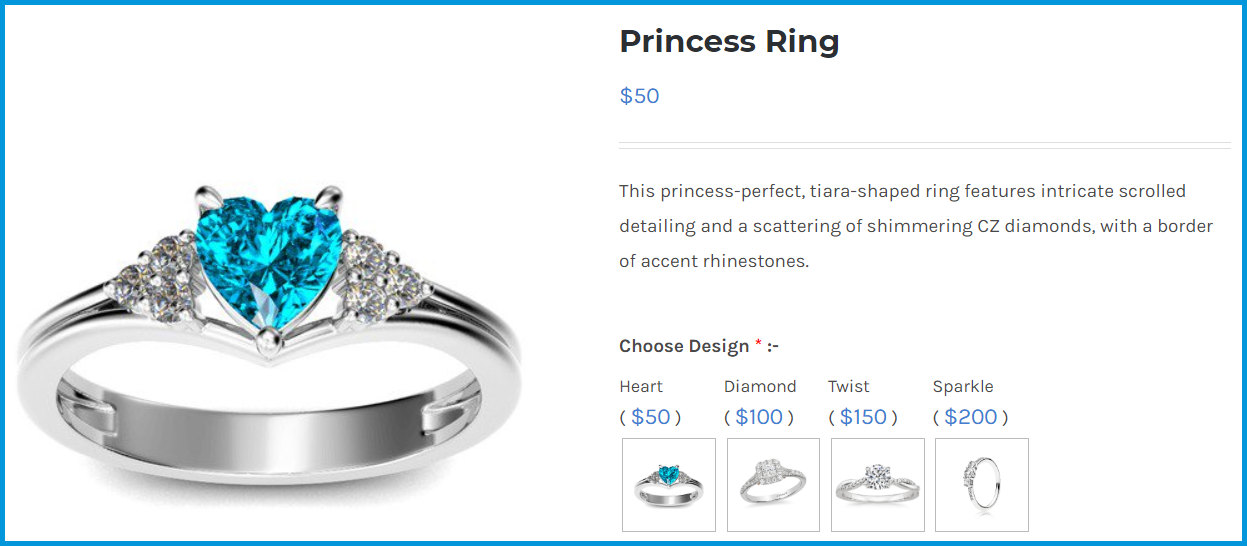 Princess Ring
$50
This princess-perfect, tiara-shaped ring features intricate scrolled
detailing and a scattering of shimmering CZ diamonds, with a border
of accent rhinestones.
Choose Design * :-
Heart Diamond Twist Sparkle
( $50 ) ( $100 ) ( $150 ) ( $200 )